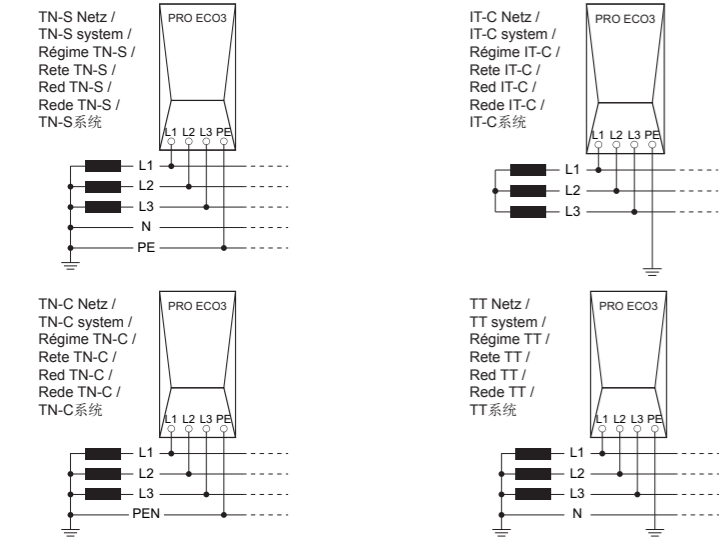 TN-S Netz /
TN-S system /
Régime TN-S /
Rete TN-S /
Red TN-S /
Rede TN-S /
TN-S系统
PRO ECO3
L1 L2 L3 PE
L1
L2
L3
N
PE
IT-C Netz /
IT-C system /
Régime IT-C /
Rete IT-C /
Red IT-C /
Rede IT-C /
IT-C系统
PRO ECO3
L1 L2 L3 PE
L1
L2
L3
TN-C Netz /
TN-C system /
Régime TN-C /
Rete TN-C /
Red TN-C /
Rede TN-C /
TN-C系统
PRO ECO3
L1 L2 L3 PE
L1
L2
L3
PEN
TT Netz /
TT system /
Régime TT /
Rete TT /
Red TT /
Rede TT /
TT系统
PRO ECO3
L1 L2 L3 PE
L1
L2
L3
N